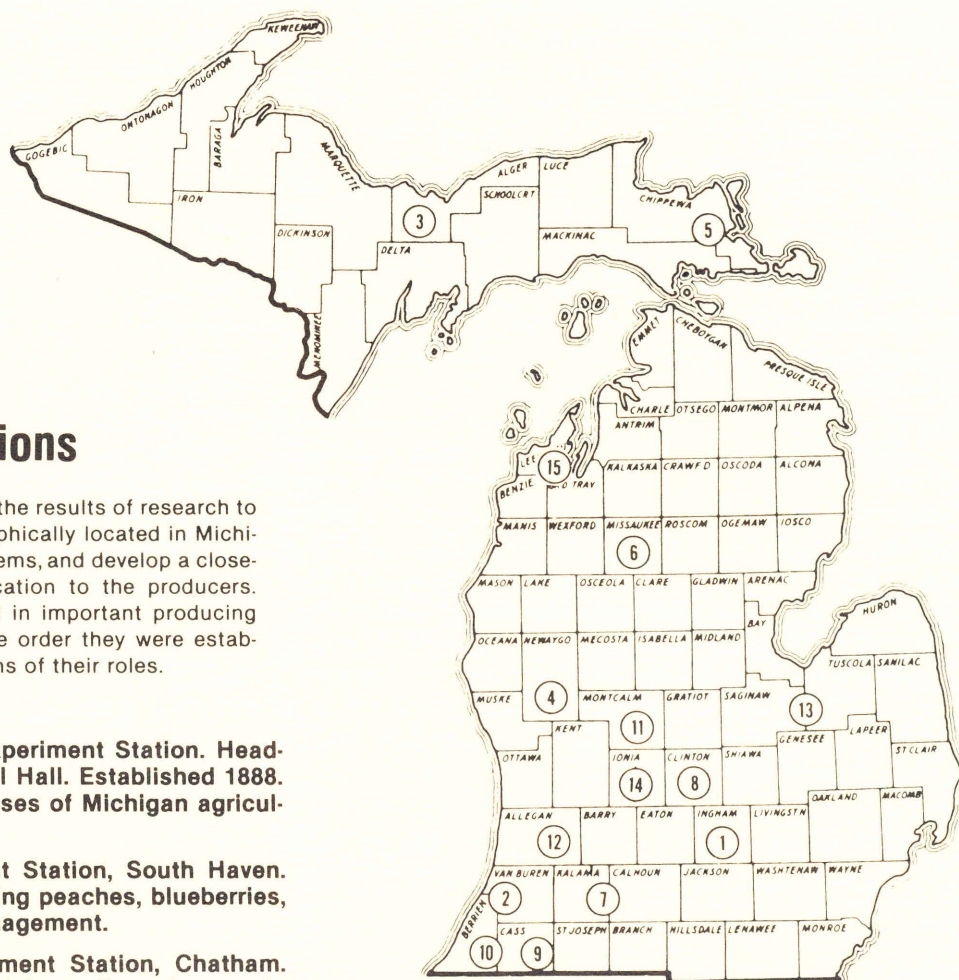 KEWEENAW
HOUGHTON
ONTONAGON
GOGEBIC
BARAGA
MARQUETTE
ALGER
LUCE
SCHOOLCRT
CHIPPEWA
IRON
3
5
DICKINSON
DELTA
MACKINAC
MENOMINEE
EMMET
CHEBOYGAN
PRESQUE ISLE
CHARLE
OTSEGO
MONTMOR
ALPENA
ANTRIM
ions
LEE
15
BENZIE
D TRAV
KALKASKA
CRAWF'D
OSCODA
ALCONA
the results of research to
phically located in Michi-
ems, and develop a close-
cation to the producers.
in important producing
e order they were estab-
ns of their roles.
MANIS
WEXFORD
MISSAUKEE
ROSCOM
OGEMAW
IOSCO
6
MASON
LAKE
OSCEOLA
CLARE
GLADWIN
ARENAC
HURON
BAY
OCEANA
NEWAYGO
MECOSTA
ISABELLA
MIDLAND
TUSCOLA
SANILAC
MUSKE
4
MONTCALM
GRATIOT
SAGINAW
13
11
KENT
GENESEE
LAPEER
ST CLAIR
OTTAWA
IONIA
CLINTON
SHIAWA
14
8
xperiment Station. Head-
l Hall. Established 1888.
ses of Michigan agricul-
ALLEGAN
BARRY
EATON
INGHAM
LIVINGSTN
OAKLAND
MACOMB
12
1
t Station, South Haven.
ng peaches, blueberries,
nagement.
VAN BUREN
KALAMA
CALHOUN
JACKSON
WASHTENAW
WAYNE
2
7
BERRIEN
CASS
ST JOSEPH
BRANCH
HILLSDALE
LENAWEE
MONROE
10
9
ment Station, Chatham.